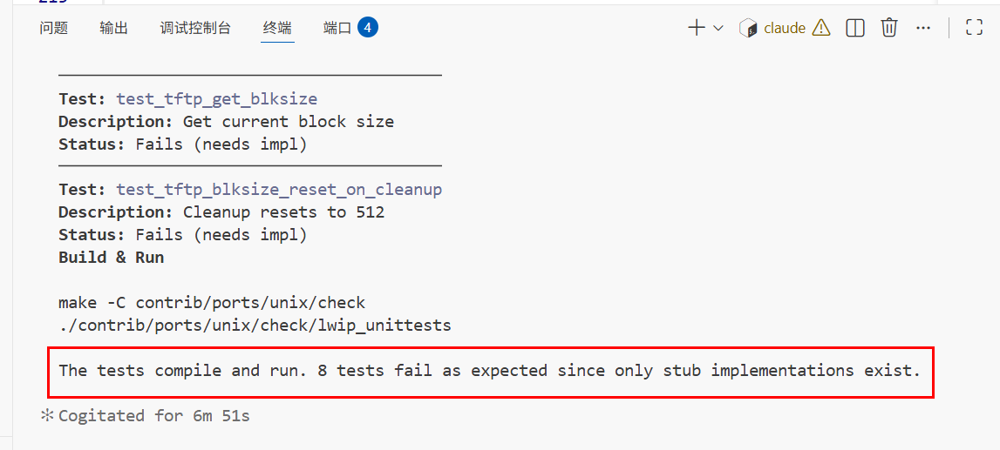 问题 输出 调试控制台 终端 端口 4 claude
Test: test_tftp_get_blksize
Description: Get current block size
Status: Fails (needs impl)
Test: test_tftp_blksize_reset_on_cleanup
Description: Cleanup resets to 512
Status: Fails (needs impl)
Build & Run
make -C contrib/ports/unix/check
./contrib/ports/unix/check/lwip_unittests
The tests compile and run. 8 tests fail as expected since only stub implementations exist.
Cogitated for 6m 51s